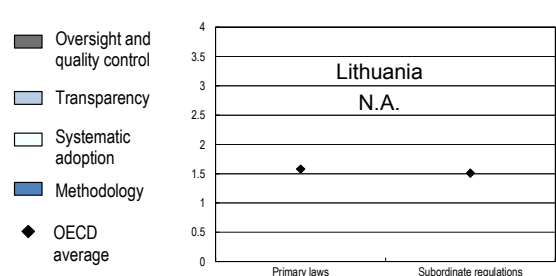 Oversight and
quality control
Transparency
Systematic
adoption
Methodology
OECD
average
4
3.5
3
2.5
2
1.5
1
0.5
0
Lithuania
N.A.
Primary laws
Subordinate regulations